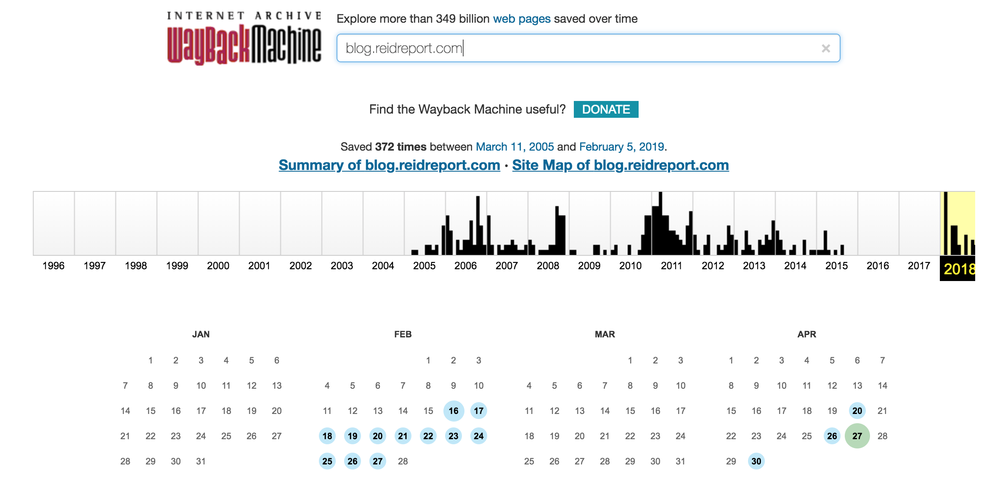 INTERNET ARCHIVE
WayBackMachine
Explore more than 349 billion web pages saved over time
blog.reidreport.com
×
Find the Wayback Machine useful? DONATE
Saved 372 times between March 11, 2005 and February 5, 2019.
Summary of blog.reidreport.com · Site Map of blog.reidreport.com
1996 1997 1998 1999 2000 2001 2002 2003 2004 2005 2006 2007 2008 2009 2010 2011 2012 2013 2014 2015 2016 2017 2018
JAN
1 2 3 4 5 6
7 8 9 10 11 12 13
14 15 16 17 18 19 20
21 22 23 24 25 26 27
28 29 30 31
FEB
1 2 3
4 5 6 7 8 9 10
11 12 13 14 15 16 17
18 19 20 21 22 23 24
25 26 27 28
MAR
1 2 3
4 5 6 7 8 9 10
11 12 13 14 15 16 17
18 19 20 21 22 23 24
25 26 27 28 29 30 31
APR
1 2 3 4 5 6 7
8 9 10 11 12 13 14
15 16 17 18 19 20 21
22 23 24 25 26 27 28
29 30